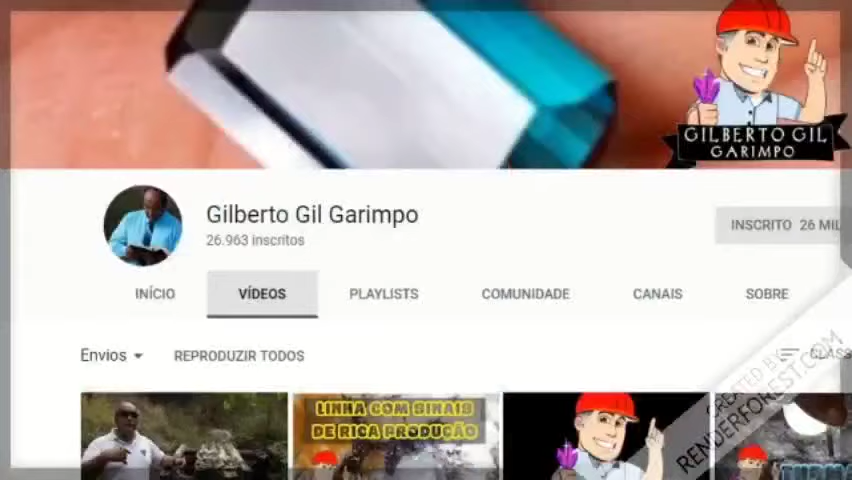 GILBERTO GIL
GARIMPO
Gilberto Gil Garimpo
26.963 inscritos
INSCRITO 26 MIL
INÍCIO
VÍDEOS
PLAYLISTS
COMUNIDADE
CANAIS
SOBRE
Envios
REPRODUZIR TODOS
CLASS
CREATED BY
RENDERFOREST.COM
LINHA COM SINAIS
DE RICA PRODUÇÃO